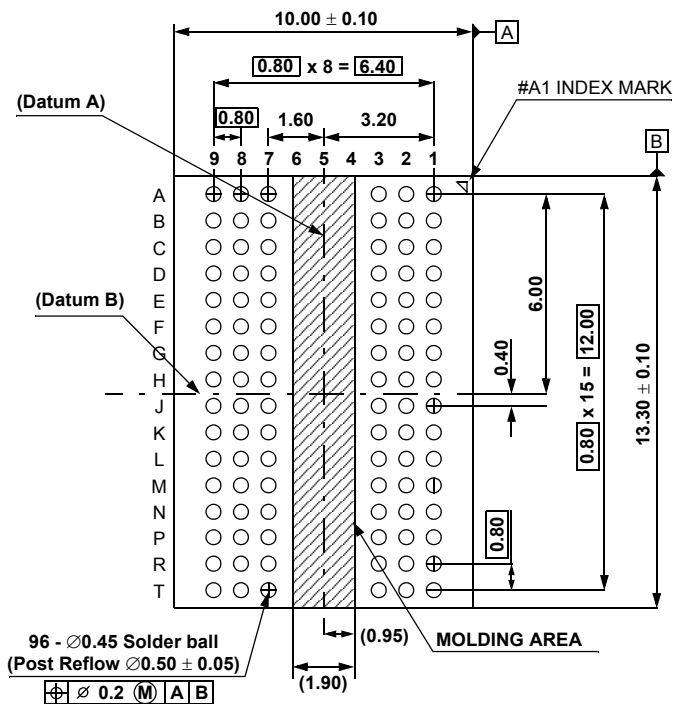 10.00 ± 0.10
A
0.80 x 8 = 6.40
#A1 INDEX MARK
(Datum A)
0.80
1.60
3.20
B
9 8 7 6 5 4 3 2 1
A
B
C
D
E
(Datum B)
F
G
H
J
K
L
M
N
P
R
T
6.00
0.40
0.80 x 15 = 12.00
13.30 ± 0.10
0.80
96 - ∅0.45 Solder ball
(Post Reflow ∅0.50 ± 0.05)
⌖ ∅ 0.2 Ⓜ A B
(0.95)
(1.90)
MOLDING AREA